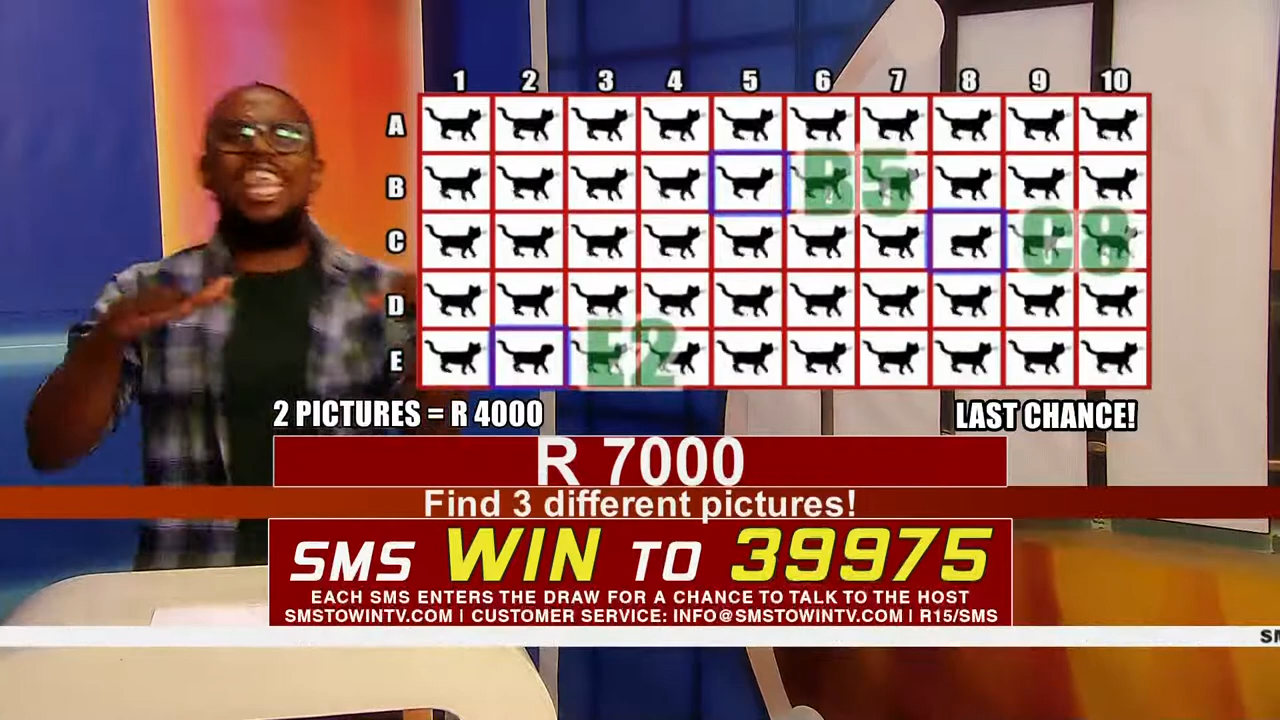 1 2 3 4 5 6 7 8 9 10
A
B B5
C C8
D
E E2
2 PICTURES = R 4000 LAST CHANCE!
R 7000
Find 3 different pictures!
SMS WIN TO 39975
EACH SMS ENTERS THE DRAW FOR A CHANCE TO TALK TO THE HOST
SMSTOWINTV.COM | CUSTOMER SERVICE: INFO@SMSTOWINTV.COM | R15/SMS